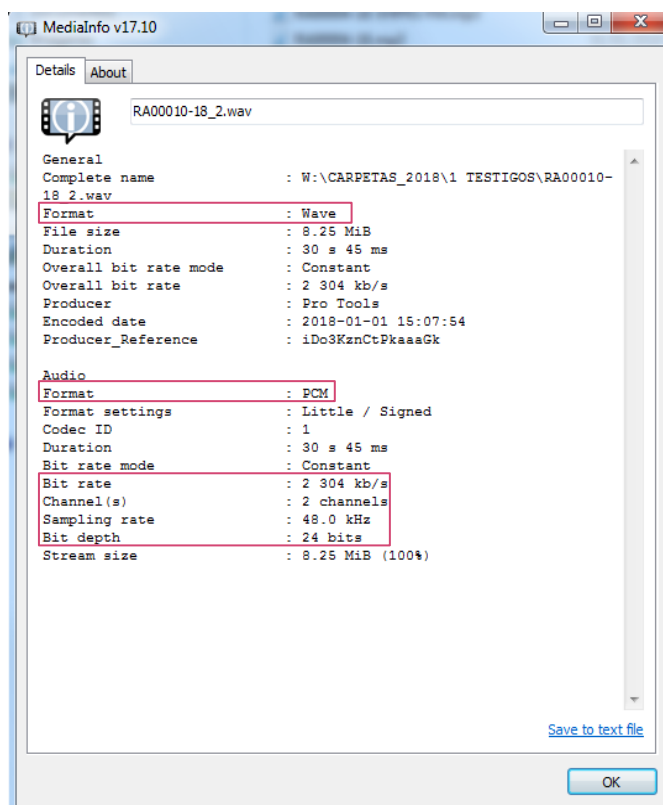 MediaInfo v17.10
Details About
RA00010-18_2.wav
General
Complete name : W:\CARPETAS_2018\1 TESTIGOS\RA00010-
18_2.wav
Format : Wave
File size : 8.25 MiB
Duration : 30 s 45 ms
Overall bit rate mode : Constant
Overall bit rate : 2 304 kb/s
Producer : Pro Tools
Encoded date : 2018-01-01 15:07:54
Producer_Reference : iDo3KznCtPkaaaGk
Audio
Format : PCM
Format settings : Little / Signed
Codec ID : 1
Duration : 30 s 45 ms
Bit rate mode : Constant
Bit rate : 2 304 kb/s
Channel(s) : 2 channels
Sampling rate : 48.0 kHz
Bit depth : 24 bits
Stream size : 8.25 MiB (100%)
Save to text file
OK